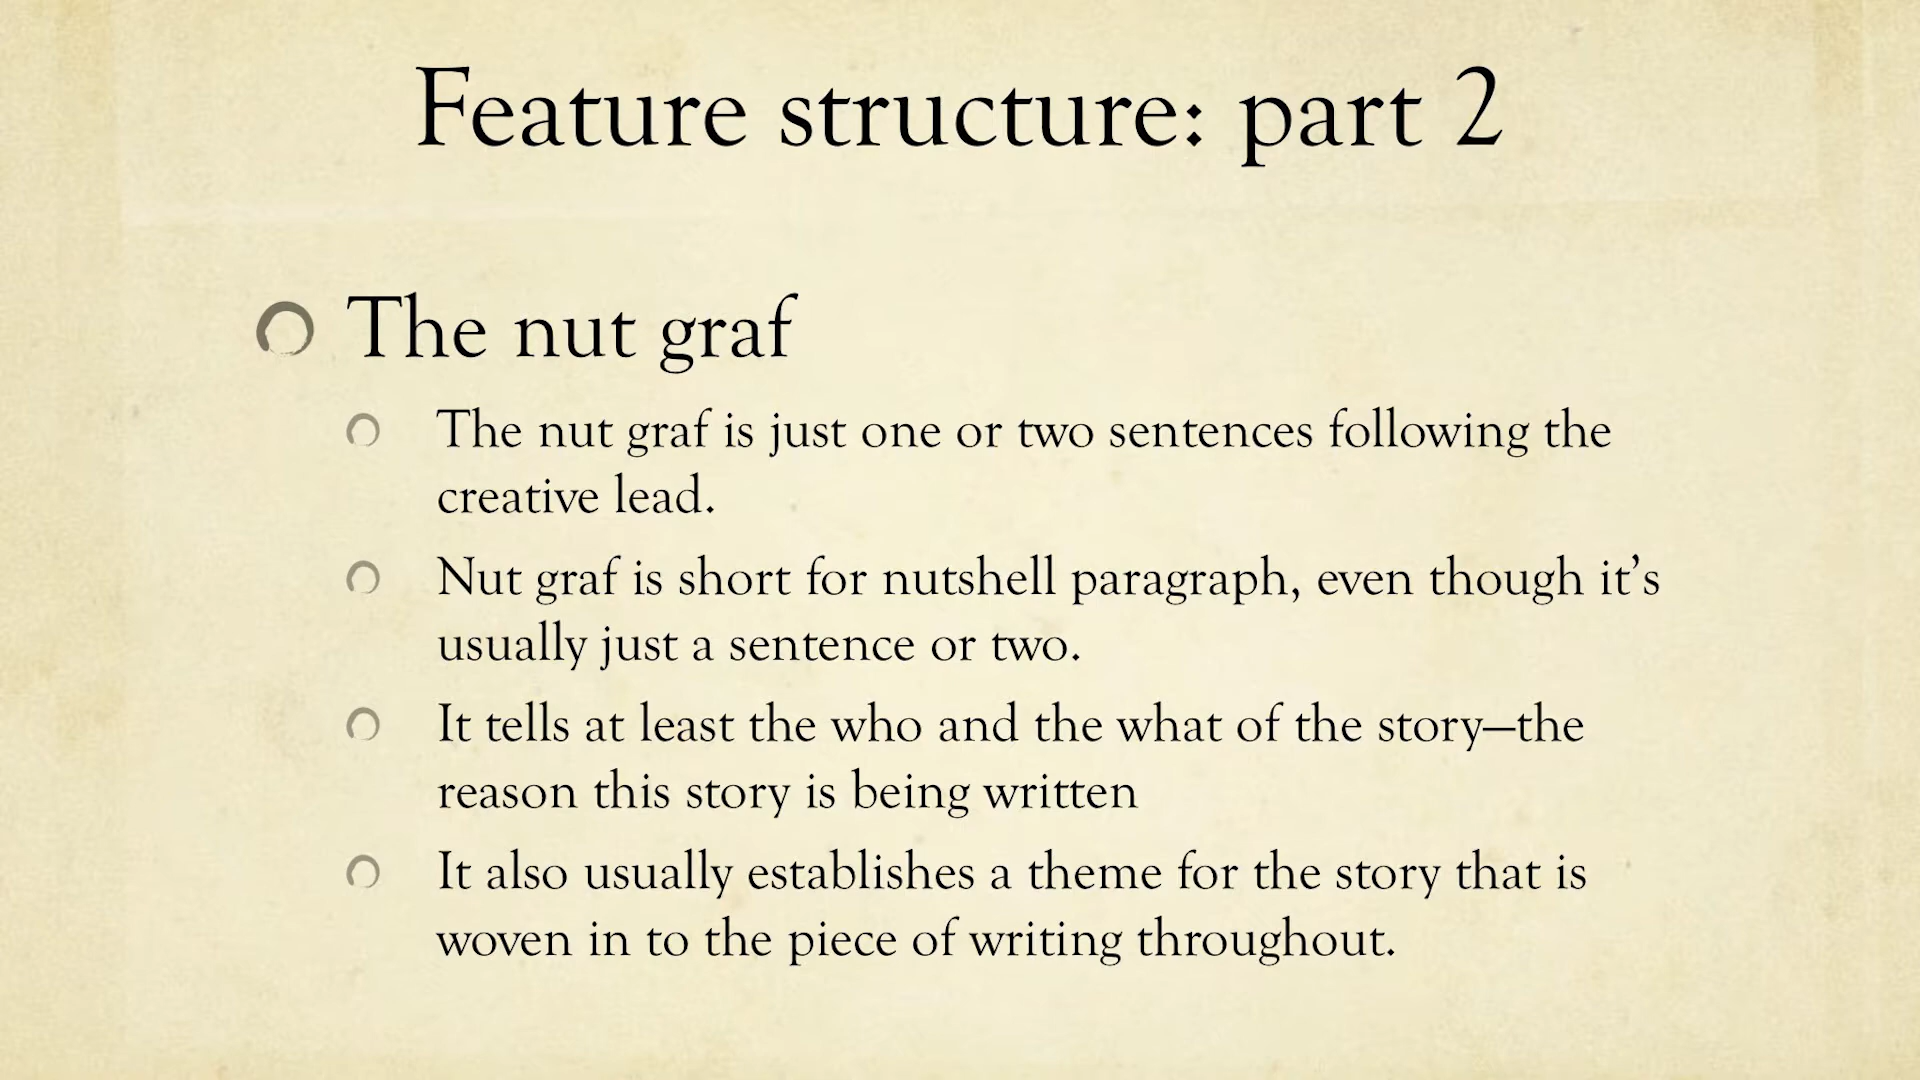 Feature structure: part 2
The nut graf
The nut graf is just one or two sentences following the
creative lead.
Nut graf is short for nutshell paragraph, even though it’s
usually just a sentence or two.
It tells at least the who and the what of the story—the
reason this story is being written
It also usually establishes a theme for the story that is
woven in to the piece of writing throughout.